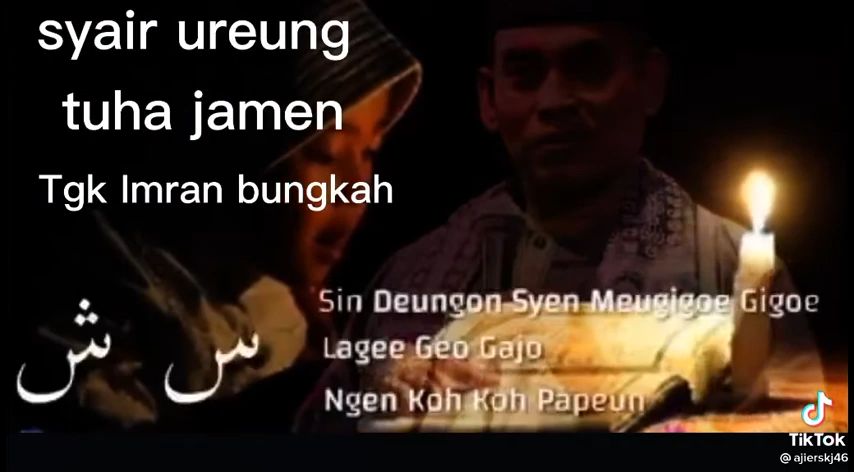 syair ureung
tuha jamen
Tgk Imran bungkah
Sin Deungon Syen Meugigoe Gigoe
Lagee Geo Gajo
Ngen Koh Koh Papeun
ش س
TikTok
@ajierskj46